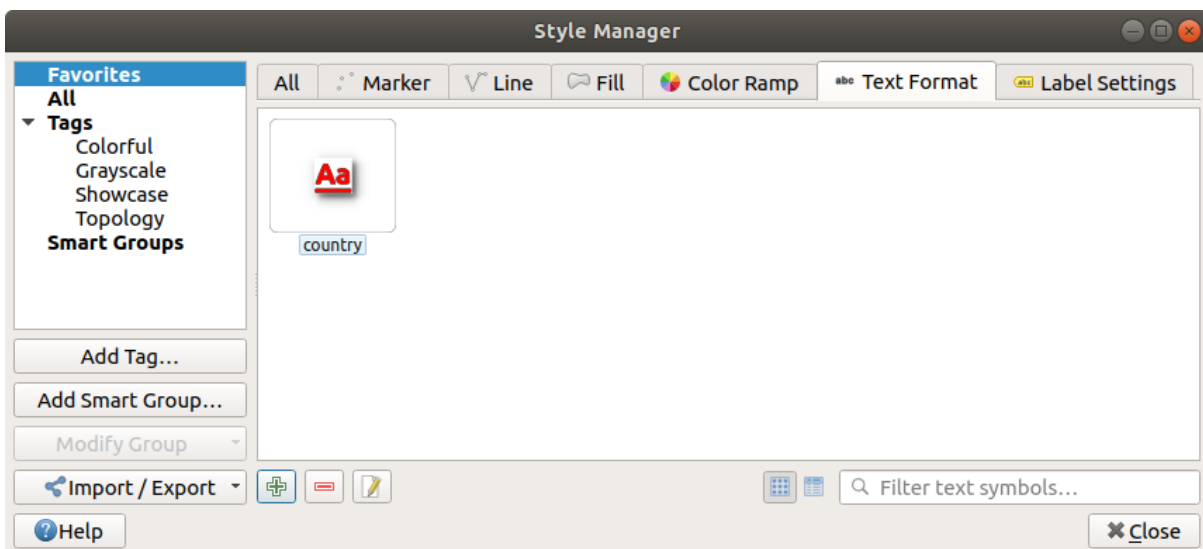 Style Manager
Favorites
All
Tags
Colorful
Grayscale
Showcase
Topology
Smart Groups
All
Marker
Line
Fill
Color Ramp
abc Text Format
abc Label Settings
Aa
country
Add Tag...
Add Smart Group...
Modify Group
Import / Export
Filter text symbols...
?Help
Close